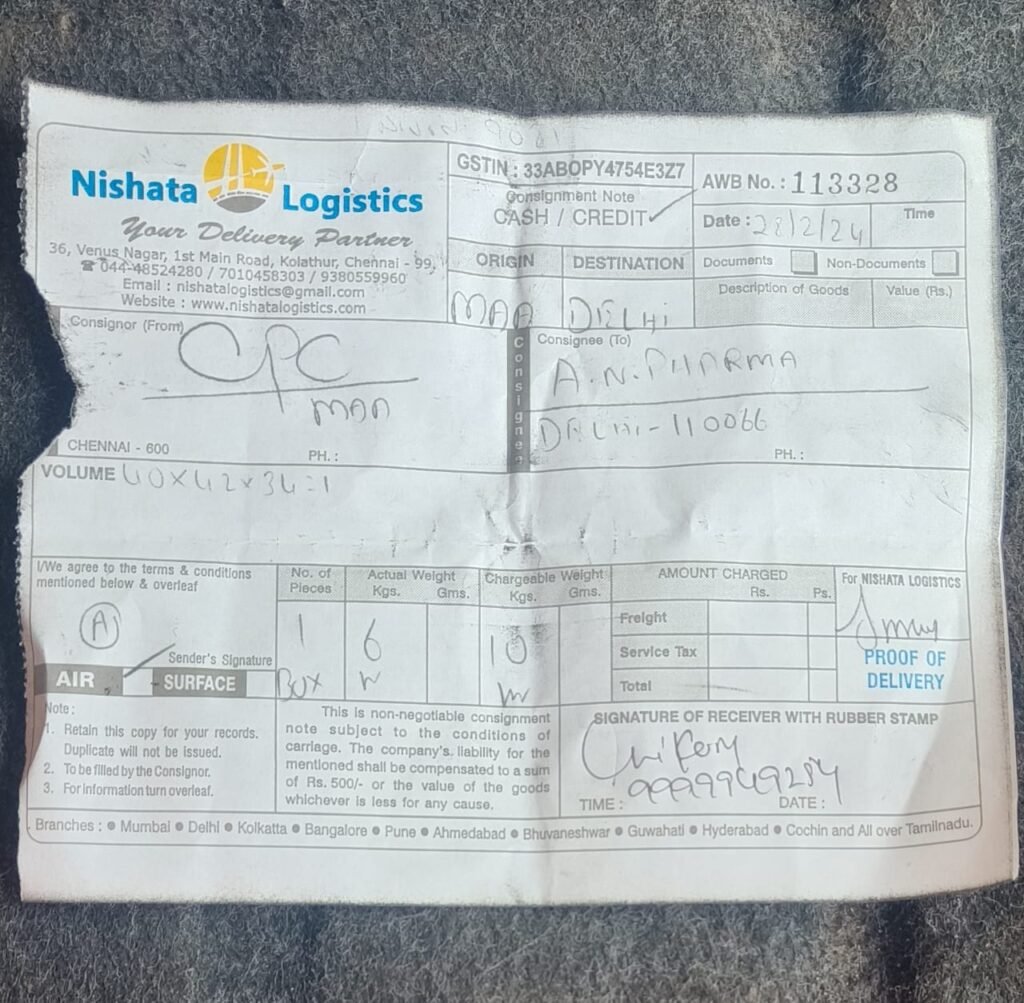 Nishata Logistics
Your Delivery Partner
36, Venus Nagar, 1st Main Road, Kolathur, Chennai - 99,
☎ 044-48524280 / 7010458303 / 9380559960
Email : nishatalogistics@gmail.com
Website : www.nishatalogistics.com
GSTIN : 33ABOPY4754E3Z7
Consignment Note
CASH / CREDIT ✓
AWB No. : 113328
Date : 28/2/24
Time
ORIGIN
DESTINATION
MAA
DELHI
Documents
Non-Documents
Description of Goods
Value (Rs.)
Consignor (From)
CPC
MAA
CHENNAI - 600
PH. :
Consignee
Consignee (To)
A.N. PHARMA
DELHI - 110066
PH. :
VOLUME 40x42x34=1
I/We agree to the terms & conditions
mentioned below & overleaf
(A)
Sender's Signature
AIR
SURFACE
No. of
Pieces
1
Box
Actual Weight
Kgs. Gms.
6
Chargeable Weight
Kgs. Gms.
10
AMOUNT CHARGED
Rs. Ps.
Freight
Service Tax
Total
For NISHATA LOGISTICS
PROOF OF
DELIVERY
Note :
1. Retain this copy for your records.
Duplicate will not be issued.
2. To be filled by the Consignor.
3. For information turn overleaf.
This is non-negotiable consignment
note subject to the conditions of
carriage. The company's liability for the
mentioned shall be compensated to a sum
of Rs. 500/- or the value of the goods
whichever is less for any cause.
SIGNATURE OF RECEIVER WITH RUBBER STAMP
9999949254
TIME :
DATE :
Branches : ● Mumbai ● Delhi ● Kolkatta ● Bangalore ● Pune ● Ahmedabad ● Bhuvaneshwar ● Guwahati ● Hyderabad ● Cochin and All over Tamilnadu.